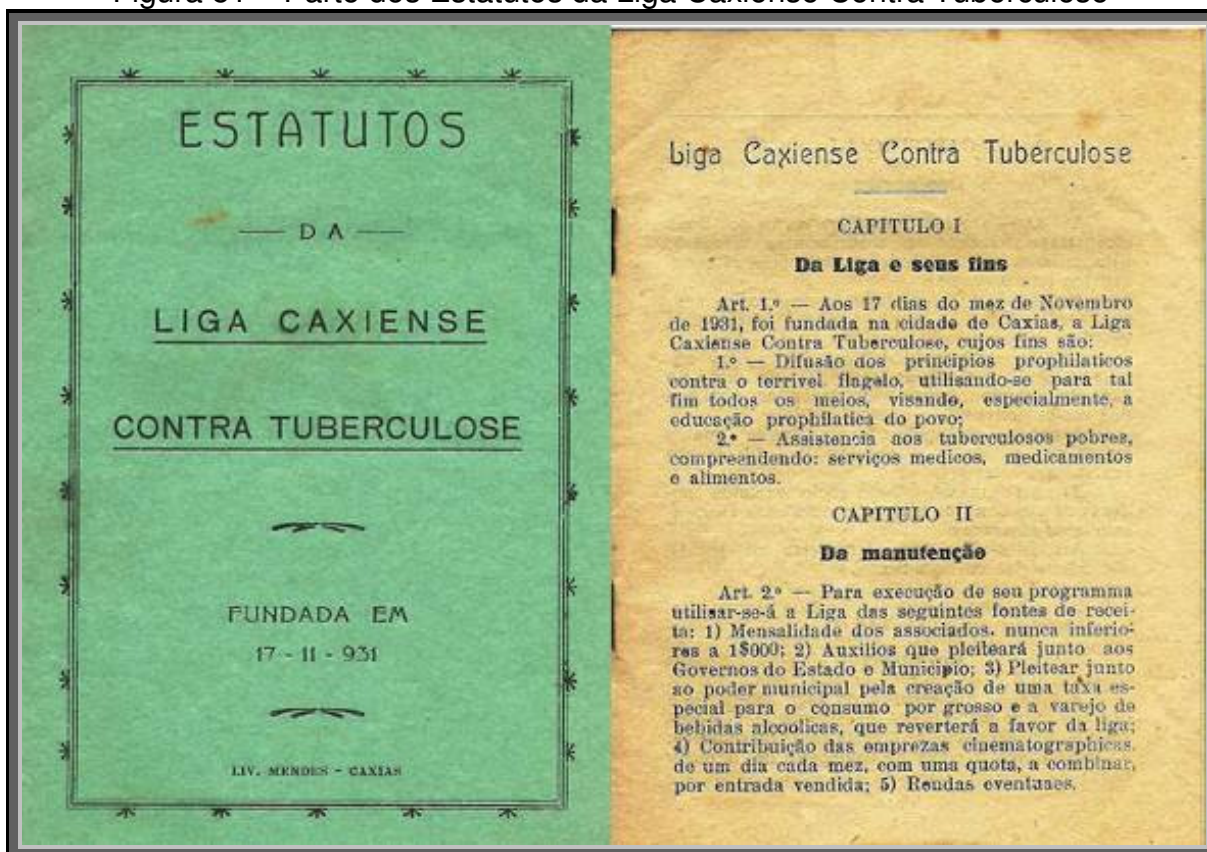 Figura 31 – Parte dos Estatutos da Liga Caxiense Contra Tuberculose
ESTATUTOS
— DA —
LIGA CAXIENSE
CONTRA TUBERCULOSE
FUNDADA EM
17 - 11 - 931
LIV. MENDES - CAXIAS
Liga Caxiense Contra Tuberculose
CAPITULO I
Da Liga e seus fins
Art. 1.º — Aos 17 dias do mez de Novembro
de 1931, foi fundada na cidade de Caxias, a Liga
Caxiense Contra Tuberculose, cujos fins são:
1.º — Difusão dos principios prophilaticos
contra o terrivel flagelo, utilisando-se para tal
fim todos os meios, visando, especialmente, a
educação prophilatica do povo;
2.º — Assistencia aos tuberculosos pobres,
compreendendo: serviços medicos, medicamentos
e alimentos.
CAPITULO II
Da manutenção
Art. 2º — Para execução de seu programma
utilisar-se-á a Liga das seguintes fontes de recei-
ta: 1) Mensalidade dos associados, nunca inferio-
res a 1$000; 2) Auxilios que pleiteará junto aos
Governos do Estado e Municipio; 3) Pleitear junto
ao poder municipal pela creação de uma taxa es-
pecial para o consumo por grosso e a varejo de
bebidas alcoolicas, que reverterá a favor da liga;
4) Contribuição das emprezas cinematographicas,
de um dia cada mez, com uma quota, a combinar,
por entrada vendida; 5) Rendas eventuaes.